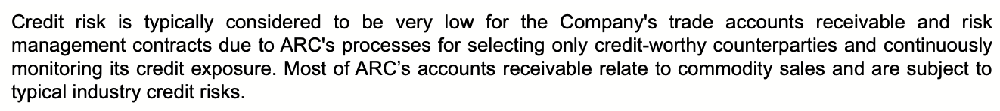 Credit risk is typically considered to be very low for the Company's trade accounts receivable and risk
management contracts due to ARC's processes for selecting only credit-worthy counterparties and continuously
monitoring its credit exposure. Most of ARC’s accounts receivable relate to commodity sales and are subject to
typical industry credit risks.